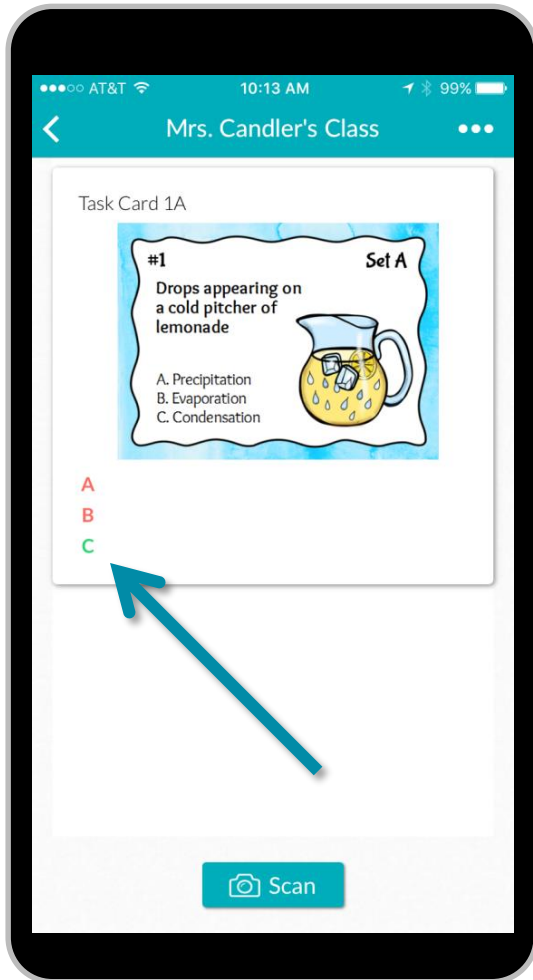 AT&T 10:13 AM 99%
Mrs. Candler's Class
Task Card 1A
#1 Set A
Drops appearing on
a cold pitcher of
lemonade
A. Precipitation
B. Evaporation
C. Condensation
A
B
C
Scan